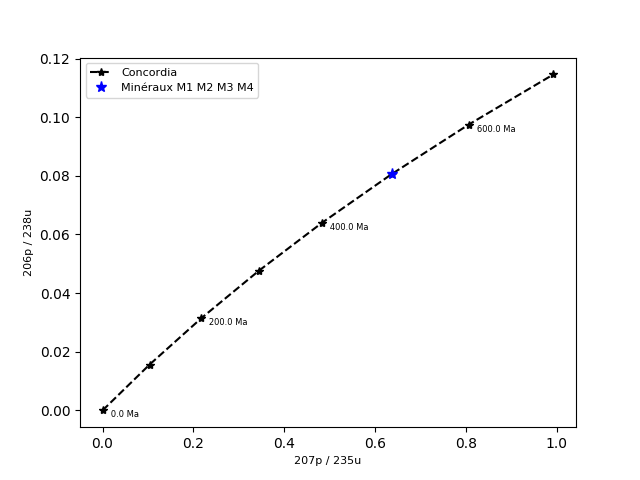 0.12
0.10
0.08
0.06
0.04
0.02
0.00
206p / 238u
Concordia
Minéraux M1 M2 M3 M4
600.0 Ma
400.0 Ma
200.0 Ma
0.0 Ma
0.0 0.2 0.4 0.6 0.8 1.0
207p / 235u